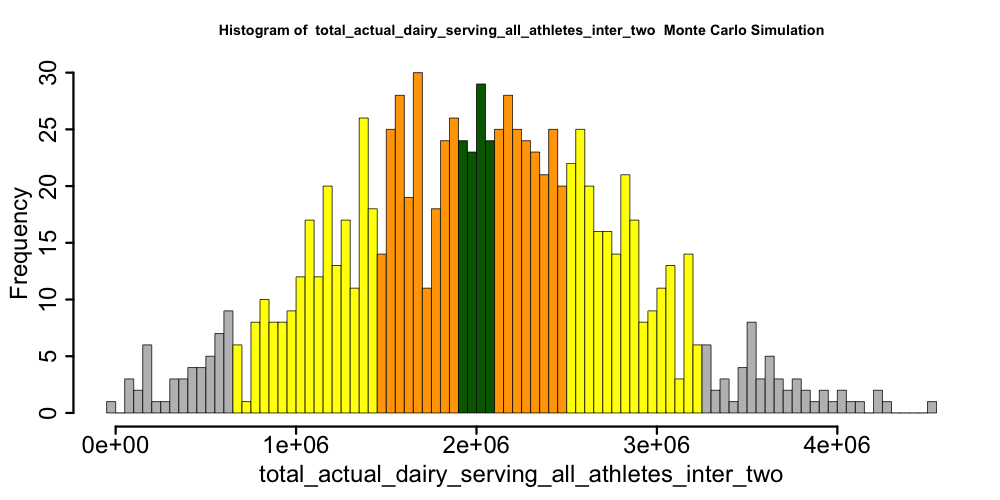 Histogram of  total_actual_dairy_serving_all_athletes_inter_two  Monte Carlo Simulation
30
25
20
15
10
5
0
Frequency
0e+00 1e+06 2e+06 3e+06 4e+06
total_actual_dairy_serving_all_athletes_inter_two